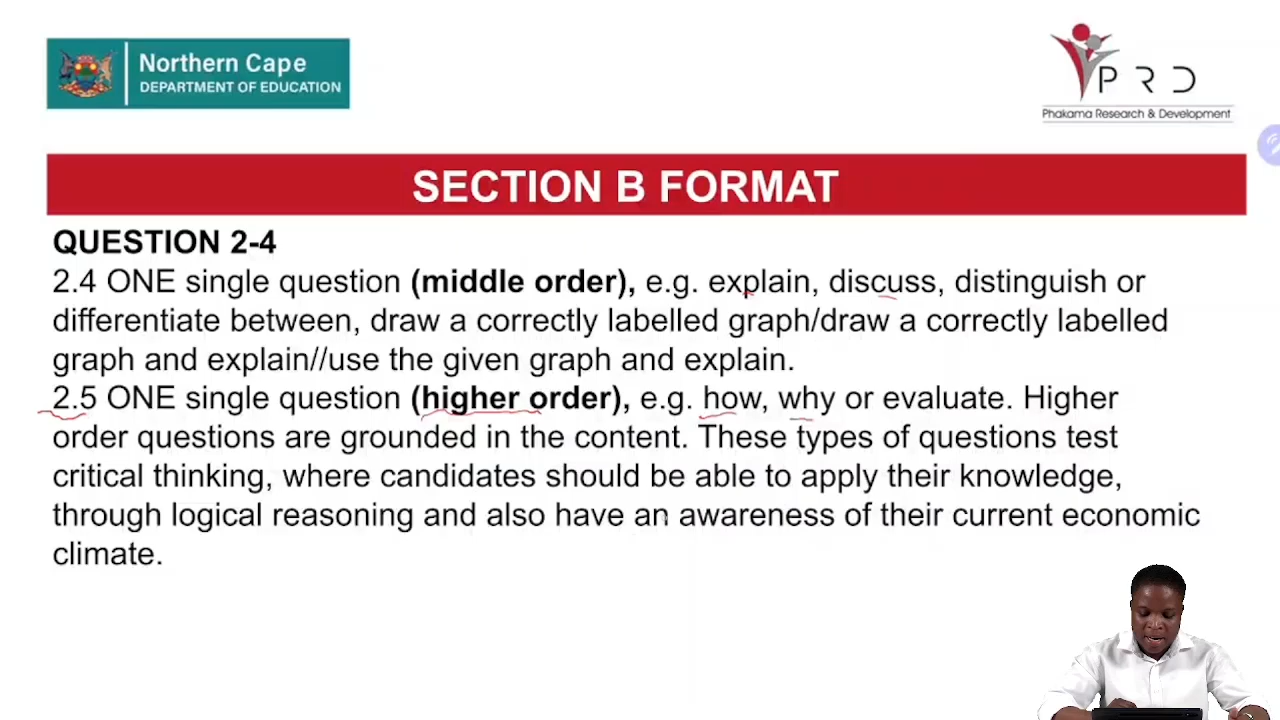 Northern Cape
DEPARTMENT OF EDUCATION
PRD
Phakama Research & Development
SECTION B FORMAT
QUESTION 2-4
2.4 ONE single question (middle order), e.g. explain, discuss, distinguish or
differentiate between, draw a correctly labelled graph/draw a correctly labelled
graph and explain//use the given graph and explain.
2.5 ONE single question (higher order), e.g. how, why or evaluate. Higher
order questions are grounded in the content. These types of questions test
critical thinking, where candidates should be able to apply their knowledge,
through logical reasoning and also have an awareness of their current economic
climate.